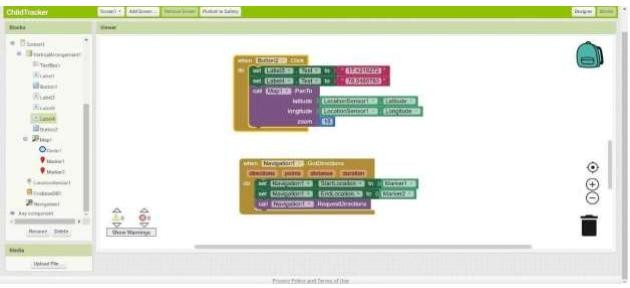 ChildTracker
Screen1 Add Screen... Remove Screen Publish to Gallery Designer Blocks
Blocks Viewer
Screen1
VerticalArrangement1
TextBox1
Label1
Button1
Label2
Label3
Label4
Button2
Map1
Circle1
Marker1
Marker2
LocationSensor1
FirebaseDB1
Navigation1
Any component
Rename Delete
Media
Upload File ...
when Button2 .Click
do set Label3 . Text to
set Label4 . Text to
call Map1 .PanTo
latitude LocationSensor1 . Latitude
longitude LocationSensor1 . Longitude
zoom
when Navigation1 .GotDirections
directions points distance duration
do set Navigation1 . StartLocation to Marker1
set Navigation1 . EndLocation to Marker2
call Navigation1 .RequestDirections
Show Warnings
Privacy Policy and Terms of Use